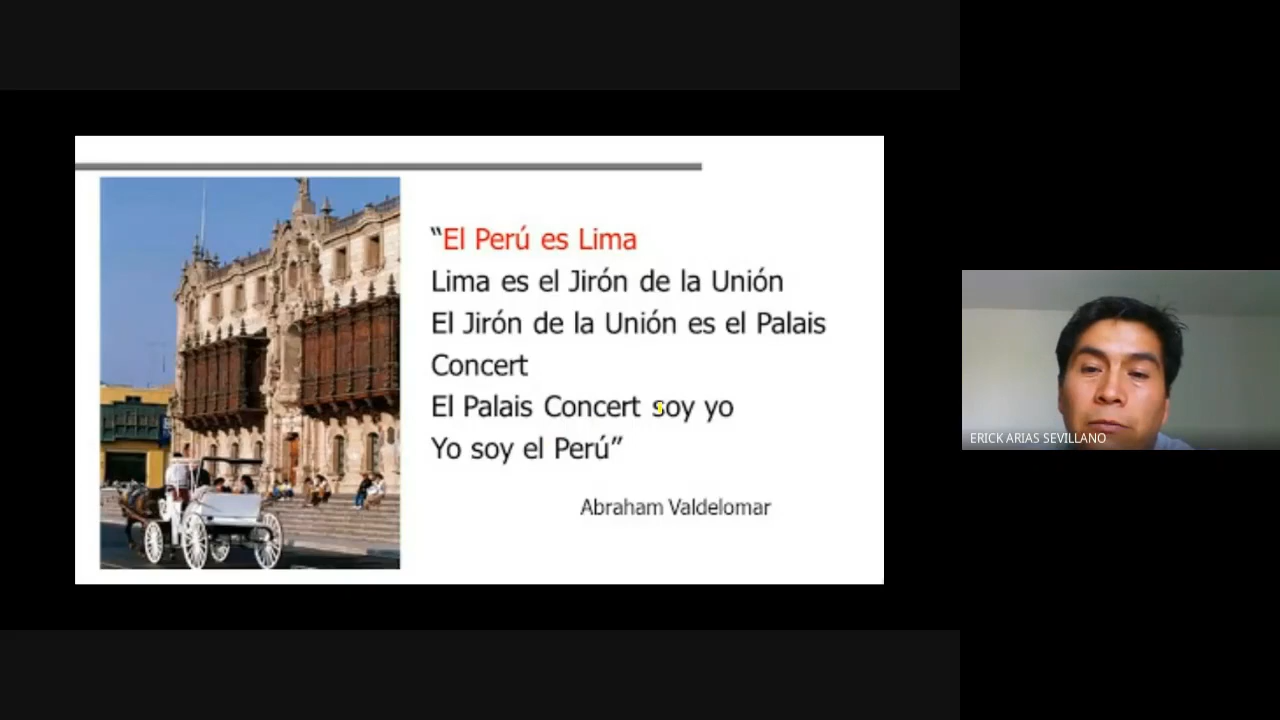 “El Perú es Lima
Lima es el Jirón de la Unión
El Jirón de la Unión es el Palais
Concert
El Palais Concert soy yo
Yo soy el Perú”
Abraham Valdelomar
ERICK ARIAS SEVILLANO